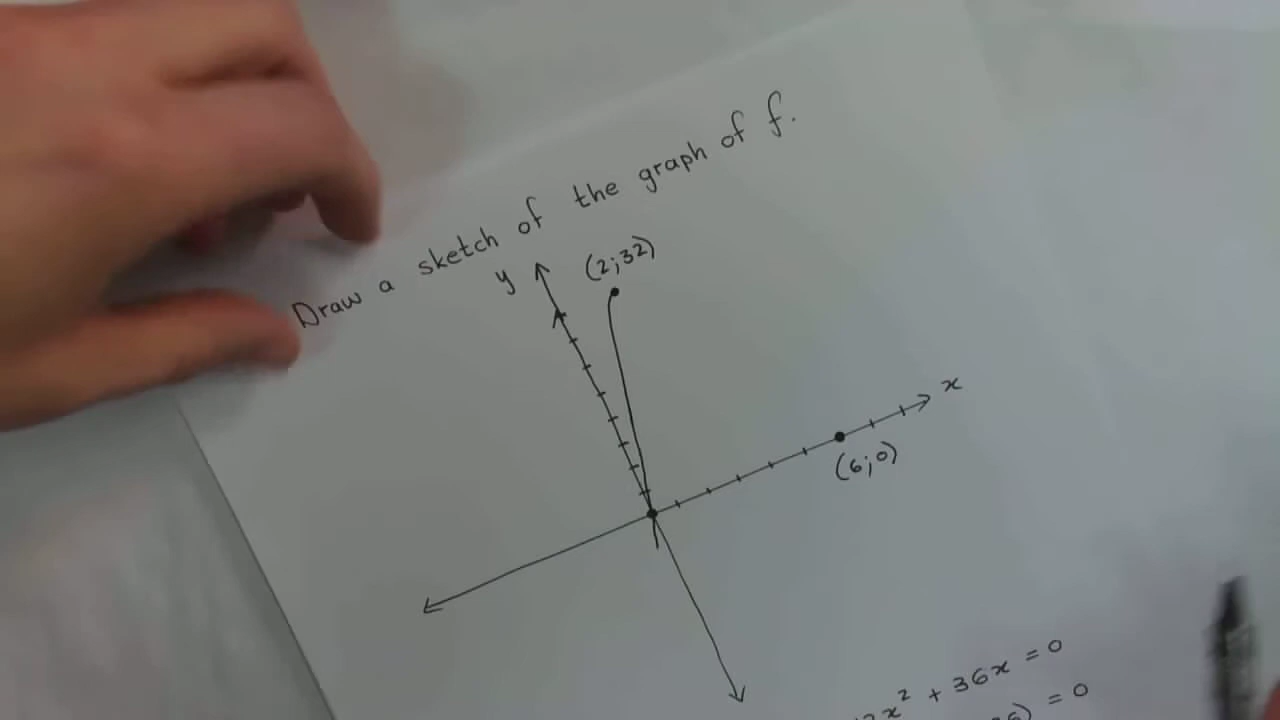 Draw a sketch of the graph of f.
y
(2;32)
x
(6;0)
x² + 36x = 0
) = 0